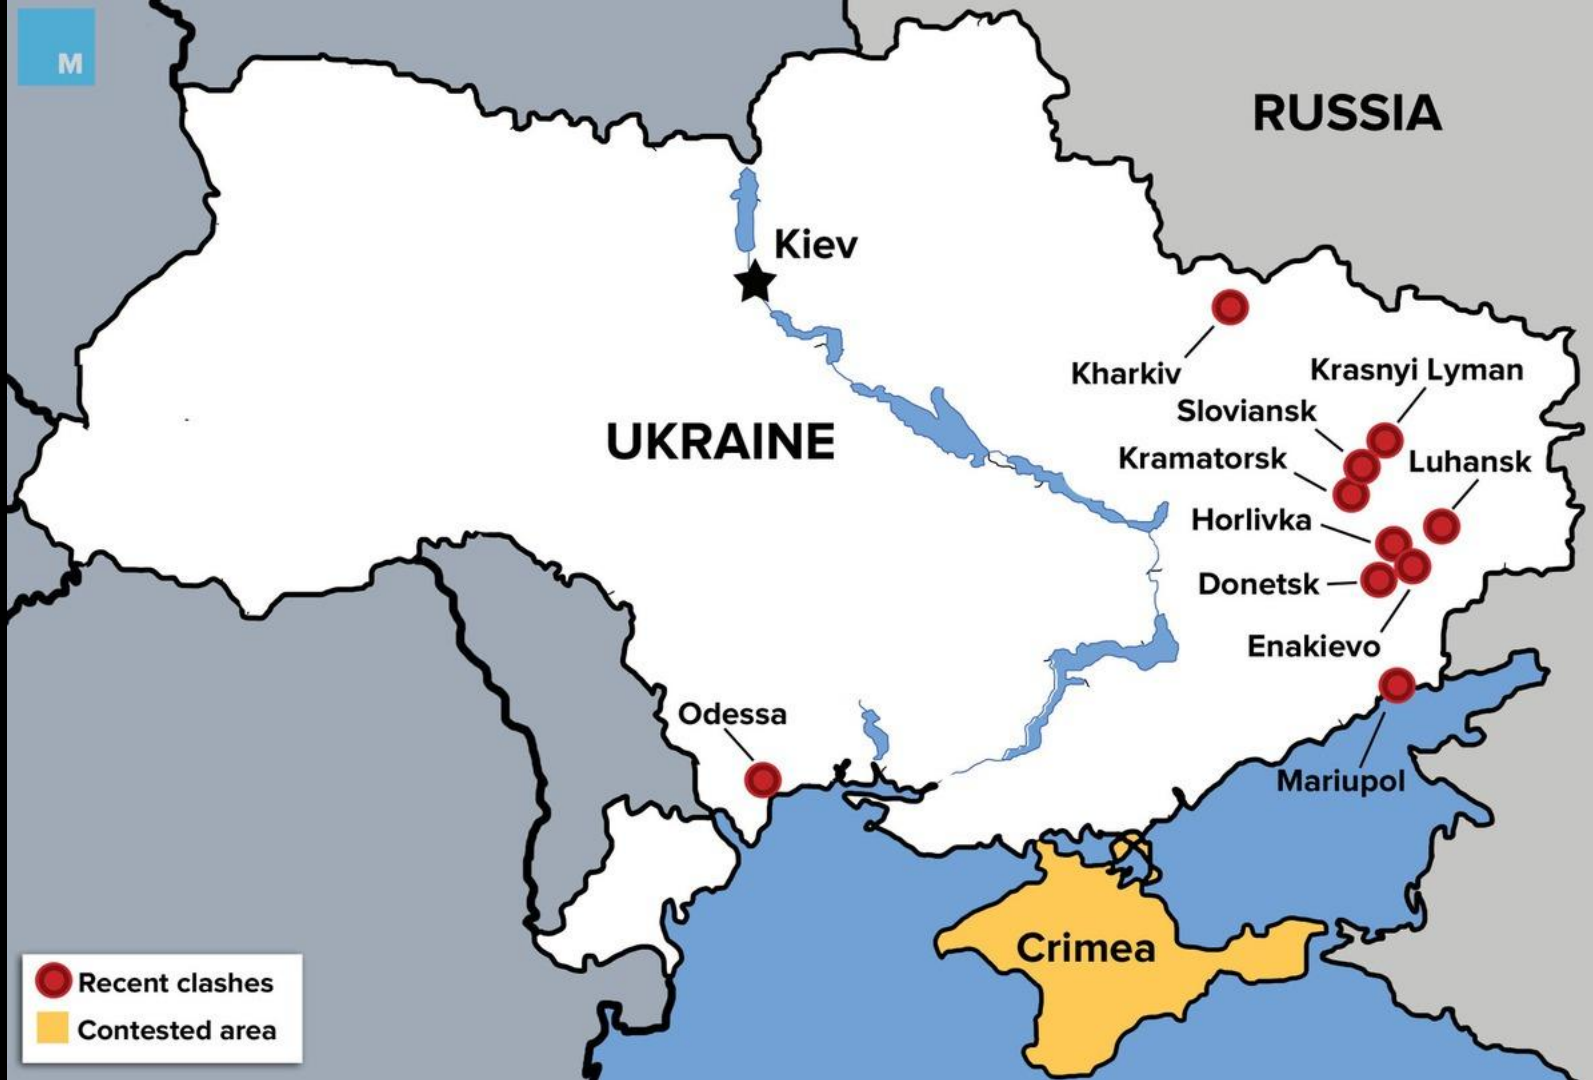 M
RUSSIA
Kiev
Kharkiv
Krasnyi Lyman
Sloviansk
UKRAINE
Kramatorsk
Luhansk
Horlivka
Donetsk
Enakievo
Odessa
Mariupol
Crimea
Recent clashes
Contested area